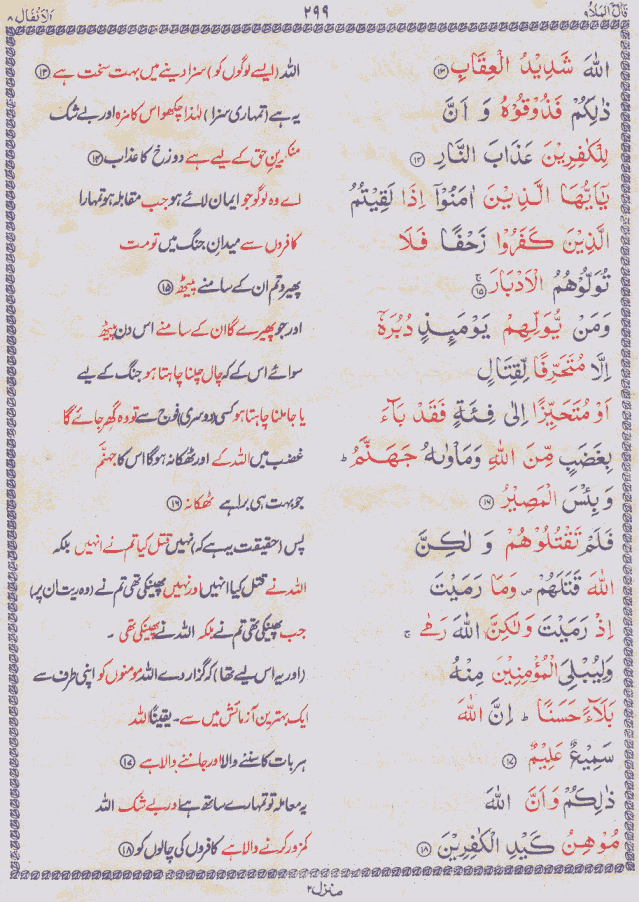 قال الملأ ٩ ٢٩٩ الانفال ٨
اللّٰهَ شَدِيْدُ الْعِقَابِ ⁠(١٣) اللہ (ایسے لوگوں کو) سزا دینے میں بہت سخت ہے (١٣)
ذٰلِكُمْ فَذُوْقُوْهُ وَ اَنَّ یہ ہے (تمہاری سزا) لہٰذا چکھو اس کا مزہ اور بے شک
لِلْكٰفِرِيْنَ عَذَابَ النَّارِ (١٤) منکرینِ حق کے لیے ہے دوزخ کا عذاب (١٤)
يٰۤاَيُّهَا الَّذِيْنَ اٰمَنُوْۤا اِذَا لَقِيْتُمُ اے وہ لوگو جو ایمان لائے ہو جب مقابلہ ہو تمہارا
الَّذِيْنَ كَفَرُوْا زَحْفًا فَلَا کافروں سے میدانِ جنگ میں تو مت
تُوَلُّوْهُمُ الْاَدْبَارَ ۚ (١٥) پھیرو تم ان کے سامنے پیٹھ (١٥)
وَمَنْ يُّوَلِّهِمْ يَوْمَىِٕذٍ دُبُرَهٗۤ اور جو پھیرے گا ان کے سامنے اس دن پیٹھ
اِلَّا مُتَحَرِّفًا لِّقِتَالٍ سوائے اس کے کہ چال چلنا چاہتا ہو جنگ کے لیے
اَوْ مُتَحَيِّزًا اِلٰى فِئَةٍ فَقَدْ بَآءَ یا جا ملنا چاہتا ہو کسی (دوسری) فوج سے تو وہ گھر جائے گا
بِغَضَبٍ مِّنَ اللّٰهِ وَمَاْوٰىهُ جَهَنَّمُ ؕ غضب میں اللہ کے اور ٹھکانہ ہوگا اس کا جہنّم
وَ بِئْسَ الْمَصِيْرُ (١٦) جو بہت ہی برا ہے ٹھکانہ (١٦)
فَلَمْ تَقْتُلُوْهُمْ وَ لٰكِنَّ پس (حقیقت یہ ہے کہ) نہیں قتل کیا تم نے انہیں بلکہ
اللّٰهَ قَتَلَهُمْ ۪ وَمَا رَمَيْتَ اللہ نے قتل کیا انہیں اور نہیں پھینکی تھی تم نے (وہ ریت ان پر)
اِذْ رَمَيْتَ وَلٰكِنَّ اللّٰهَ رَمٰى ۚ جب پھینکی تھی تم نے بلکہ اللہ نے پھینکی تھی ۔
وَلِيُبْلِيَ الْمُؤْمِنِيْنَ مِنْهُ (اور یہ اس لیے تھا) کہ گزار دے اللہ مومنوں کو اپنی طرف سے
بَلَآءً حَسَنًا ؕ اِنَّ اللّٰهَ ایک بہترین آزمائش میں سے ۔ یقیناً اللہ
سَمِيْعٌ عَلِيْمٌ (١٧) ہر بات کا سننے والا اور جاننے والا ہے (١٧)
ذٰلِكُمْ وَ اَنَّ اللّٰهَ یہ معاملہ تو تمہارے ساتھ ہے اور بے شک اللہ
مُوْهِنُ كَيْدِ الْكٰفِرِيْنَ (١٨) کمزور کرنے والا ہے کافروں کی چالوں کو (١٨)
منزل ٢